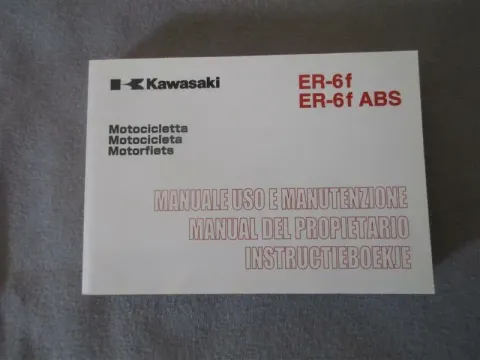 Kawasaki
ER-6f
ER-6f ABS
Motocicletta
Motocicleta
Motorfiets
MANUALE USO E MANUTENZIONE
MANUAL DEL PROPIETARIO
INSTRUCTIEBOEKJE